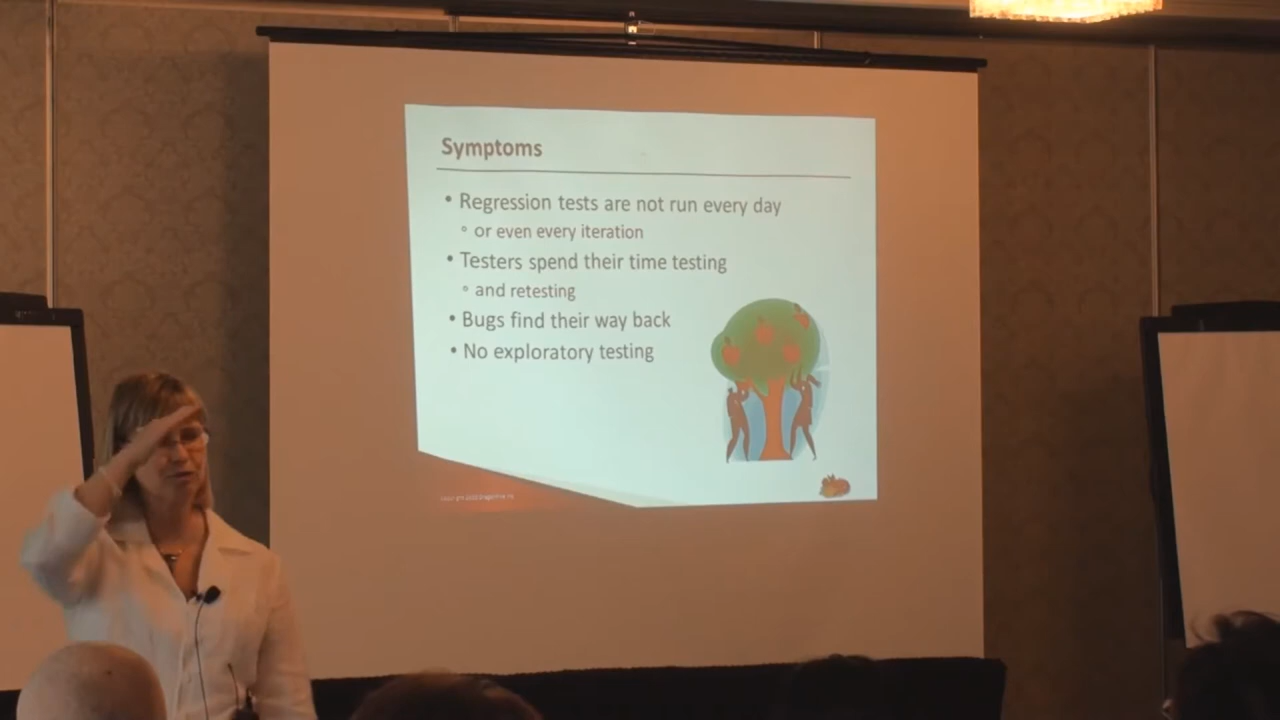 Symptoms
• Regression tests are not run every day
° or even every iteration
• Testers spend their time testing
° and retesting
• Bugs find their way back
• No exploratory testing